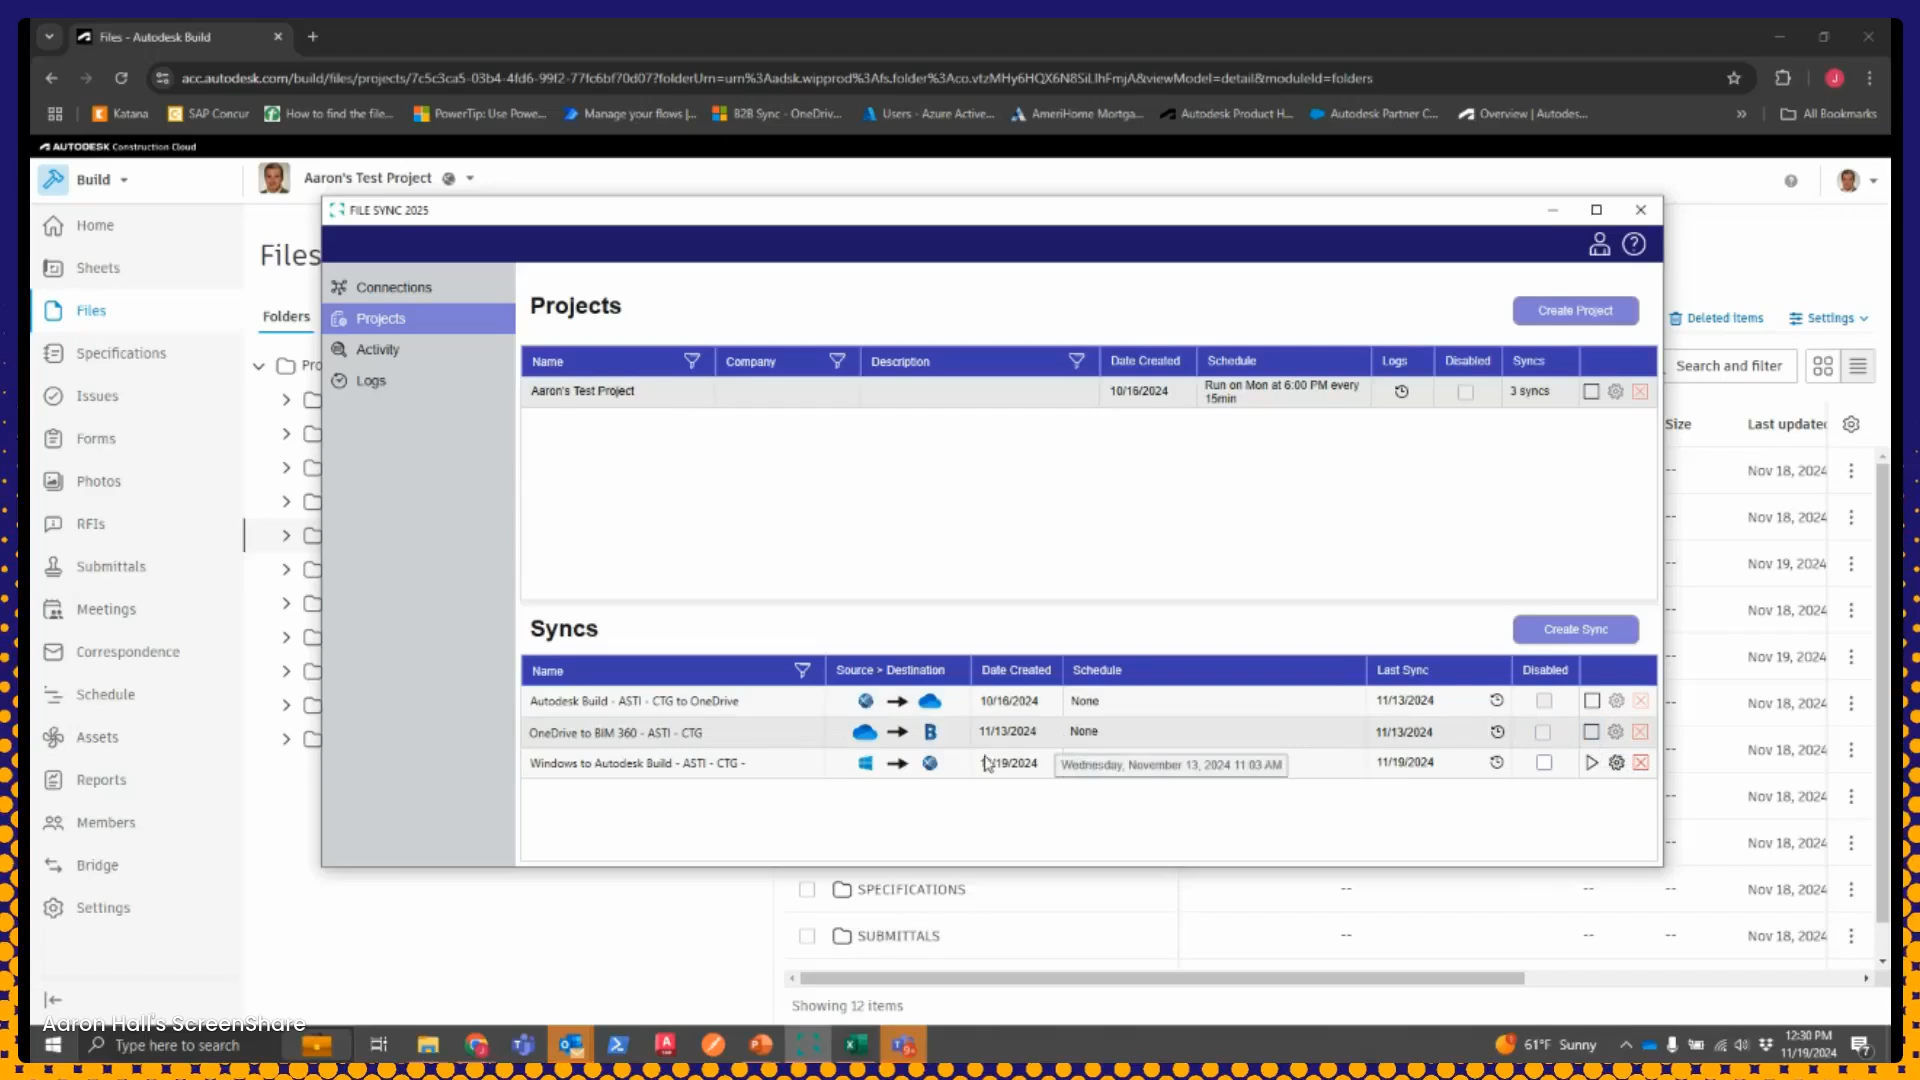 Files - Autodesk Build
acc.autodesk.com/build/files/projects/7c5c3ca5-03b4-4fd6-99f2-77fc6bf70d07?folderUrn=urn%3Aadsk.wipprod%3Afs.folder%3Aco.vtzMHy6HQX6N8SiLIhFmjA&viewModel=detail&moduleId=folders
Katana
SAP Concur
How to find the file...
PowerTip: Use Powe...
Manage your flows |...
B2B Sync - OneDriv...
Users - Azure Active...
AmeriHome Mortga...
Autodesk Product H...
Autodesk Partner C...
Overview | Autodes...
All Bookmarks
AUTODESK Construction Cloud
Build
Aaron's Test Project
Home
Sheets
Files
Specifications
Issues
Forms
Photos
RFIs
Submittals
Meetings
Correspondence
Schedule
Assets
Reports
Members
Bridge
Settings
Files
Folders
Pro
FILE SYNC 2025
Connections
Projects
Activity
Logs
Projects
Create Project
Name Company Description Date Created Schedule Logs Disabled Syncs
Aaron's Test Project 10/16/2024 Run on Mon at 6:00 PM every
15min
3 syncs
Syncs
Create Sync
Name Source > Destination Date Created Schedule Last Sync Disabled
Autodesk Build - ASTI - CTG to OneDrive 10/16/2024 None 11/13/2024
OneDrive to BIM 360 - ASTI - CTG B 11/13/2024 None 11/13/2024
Windows to Autodesk Build - ASTI - CTG - /19/2024 11/19/2024
Wednesday, November 13, 2024 11:03 AM
Deleted items
Settings
Search and filter
Size Last update
-- Nov 18, 2024
Nov 18, 2024
-- Nov 19, 2024
-- Nov 18, 2024
-- Nov 19, 2024
-- Nov 18, 2024
-- Nov 18, 2024
-- Nov 18, 2024
-- Nov 18, 2024
SPECIFICATIONS -- -- -- Nov 18, 2024
SUBMITTALS -- -- -- Nov 18, 2024
Showing 12 items
Aaron Hall's ScreenShare
Type here to search
61°F Sunny
12:30 PM
11/19/2024